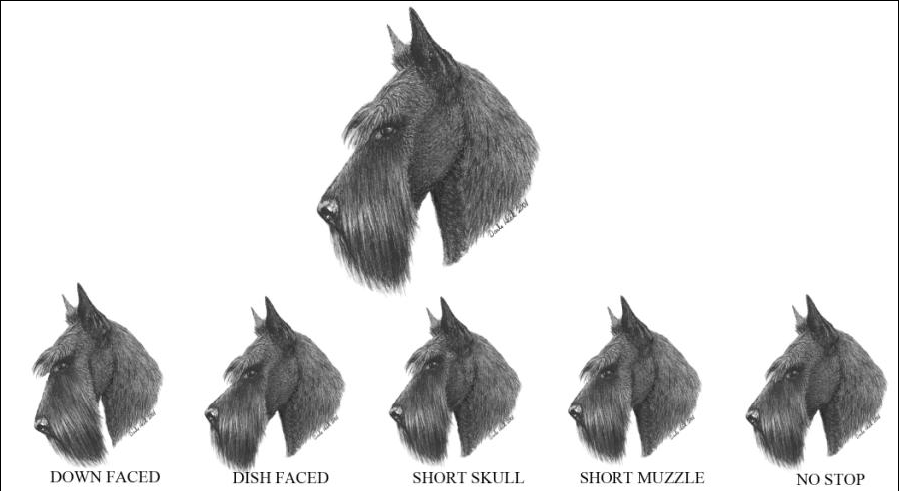 DOWN FACED
DISH FACED
SHORT SKULL
SHORT MUZZLE
NO STOP